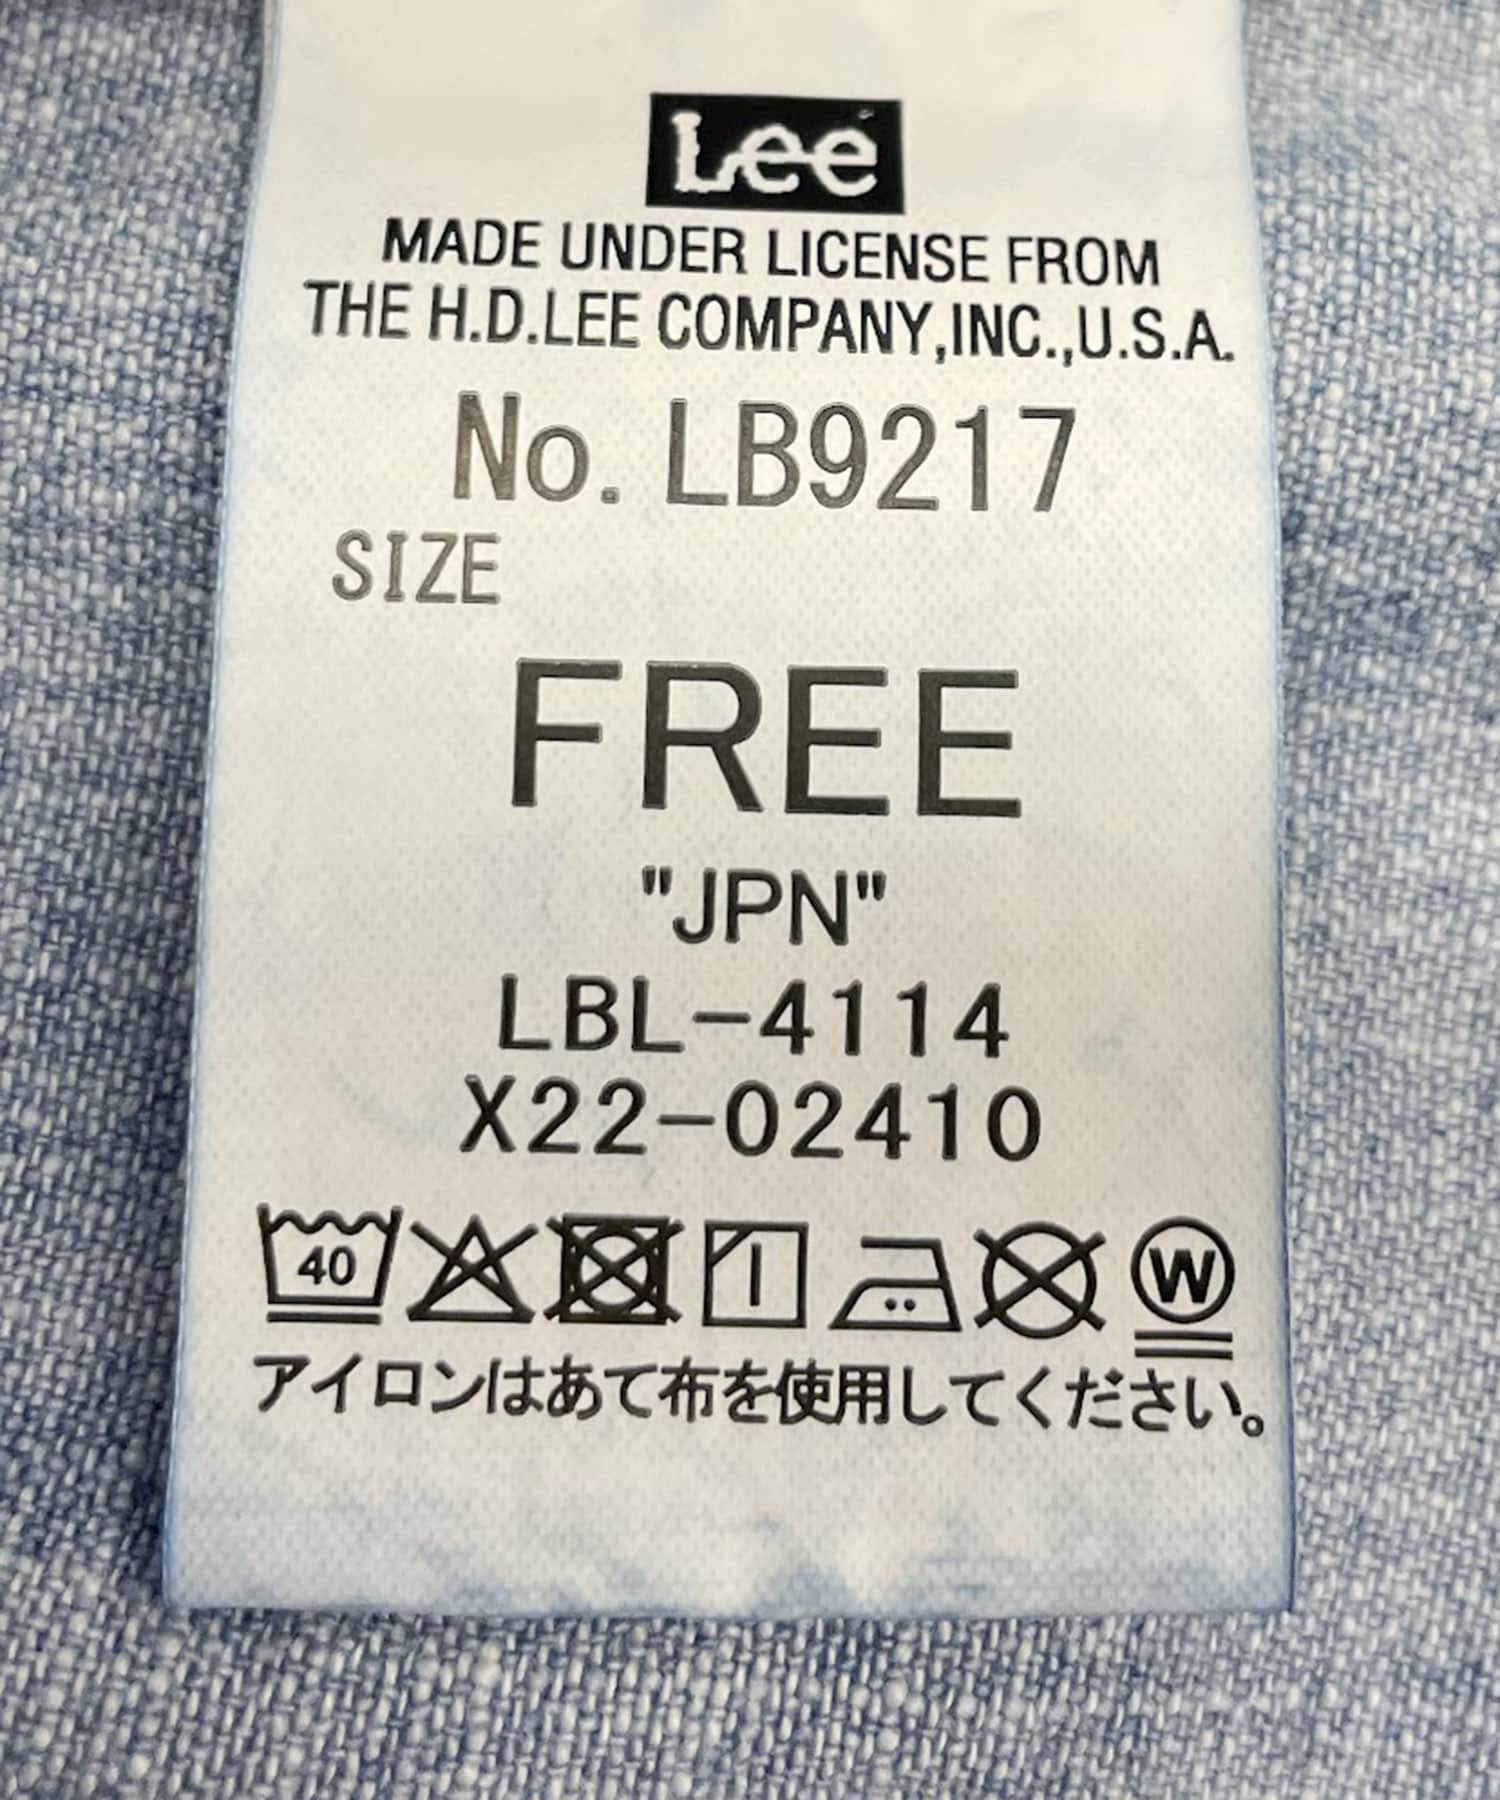 Lee
MADE UNDER LICENSE FROM
THE H.D.LEE COMPANY,INC.,U.S.A.
No. LB9217
SIZE
FREE
"JPN"
LBL-4114
X22-02410
40 W
アイロンはあて布を使用してください。